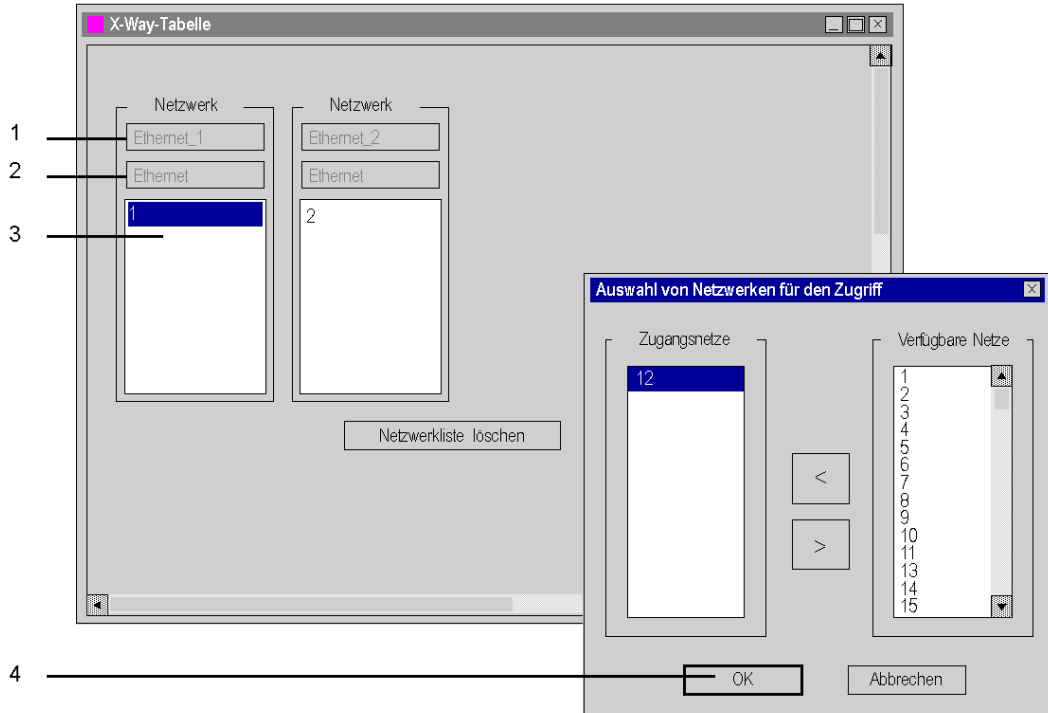 X-Way-Tabelle
Netzwerk
Netzwerk
1
Ethernet_1
Ethernet_2
2
Ethernet
Ethernet
1
2
3
Netzwerkliste löschen
Auswahl von Netzwerken für den Zugriff
Zugangsnetze
12
<
>
Verfügbare Netze
1
2
3
4
5
6
7
8
9
10
11
13
14
15
4
OK
Abbrechen